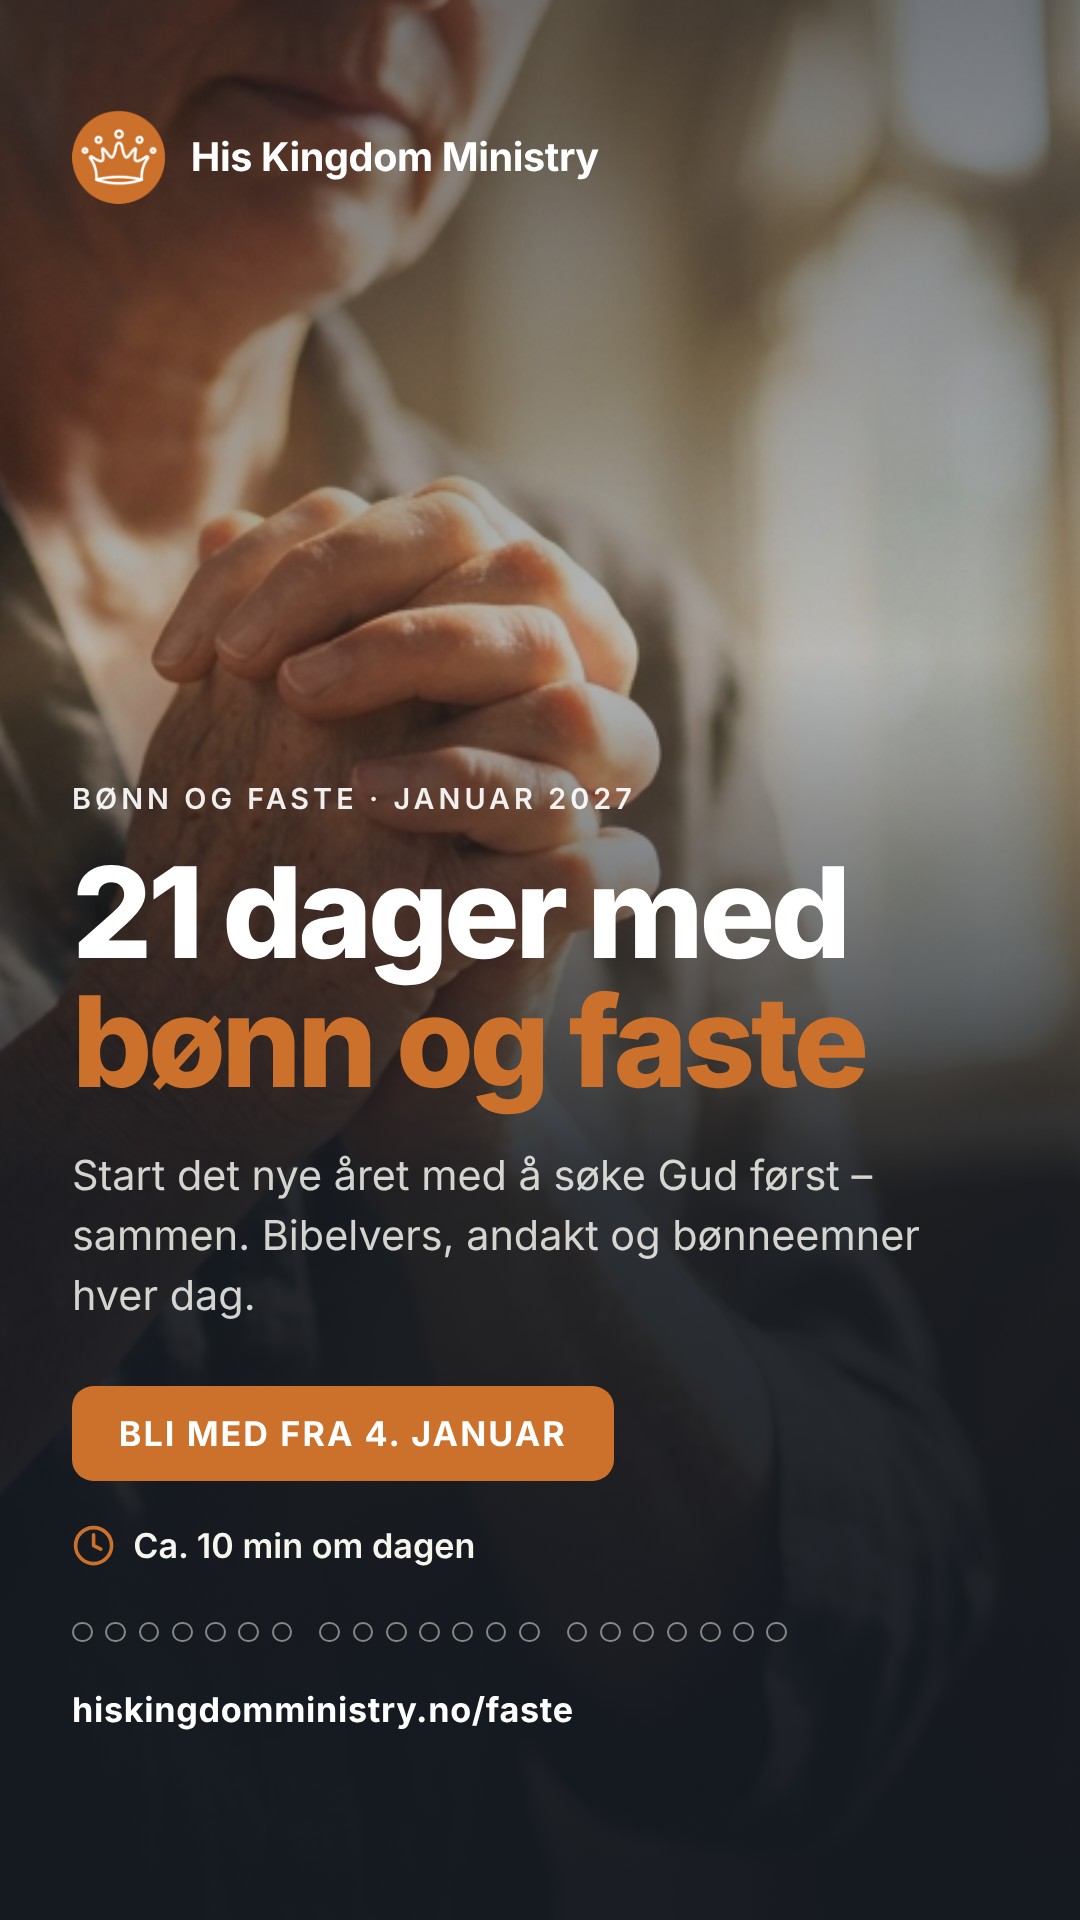 His Kingdom Ministry
BØNN OG FASTE · JANUAR 2027
21 dager med
bønn og faste
Start det nye året med å søke Gud først –
sammen. Bibelvers, andakt og bønneemner
hver dag.
BLI MED FRA 4. JANUAR
Ca. 10 min om dagen
hiskingdomministry.no/faste